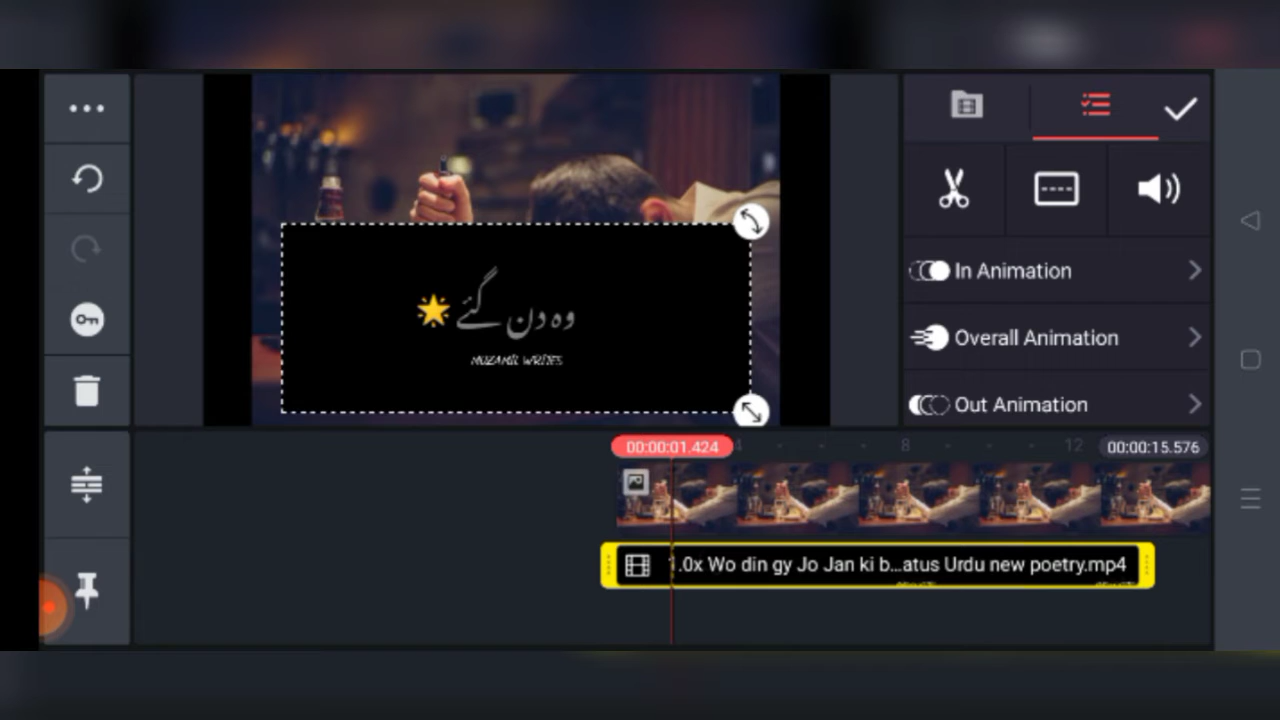 In Animation
Overall Animation
Out Animation
وہ دن گئے
MUZAMIL WRITES
00:00:01.424
4
8
12
00:00:15.576
1.0x Wo din gy Jo Jan ki b...atus Urdu new poetry.mp4